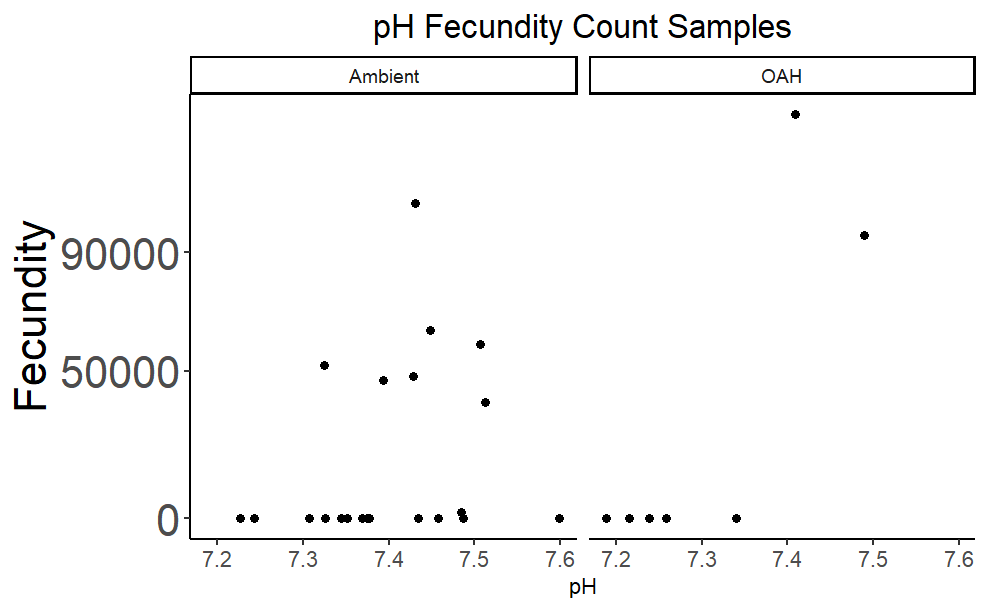 pH Fecundity Count Samples
Ambient OAH
Fecundity
90000
50000
0
7.2 7.3 7.4 7.5 7.6 7.2 7.3 7.4 7.5 7.6
pH